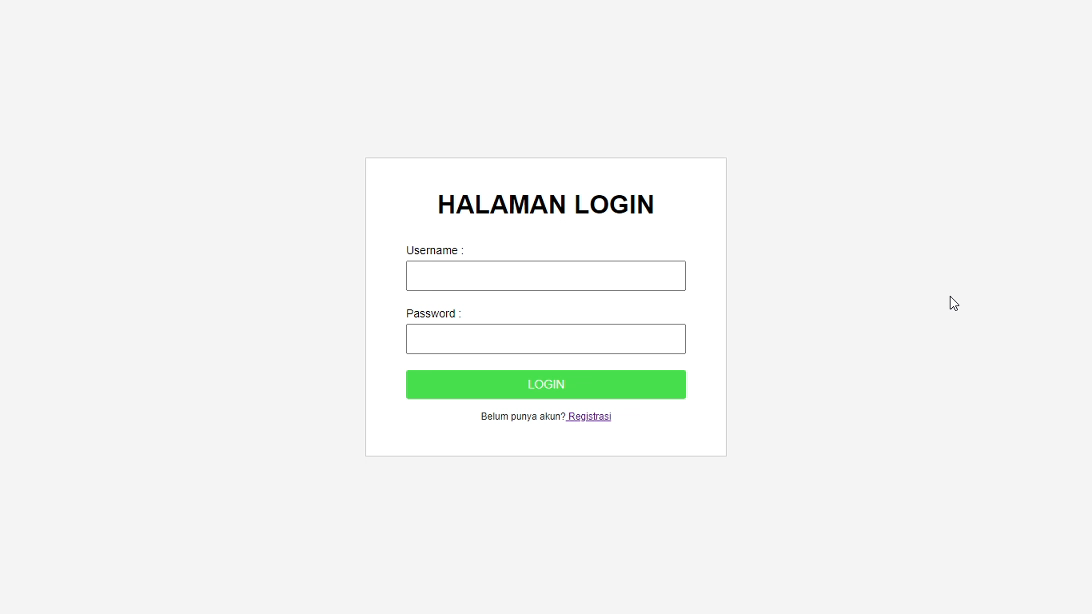 HALAMAN LOGIN
Username :
Password :
LOGIN
Belum punya akun? Registrasi